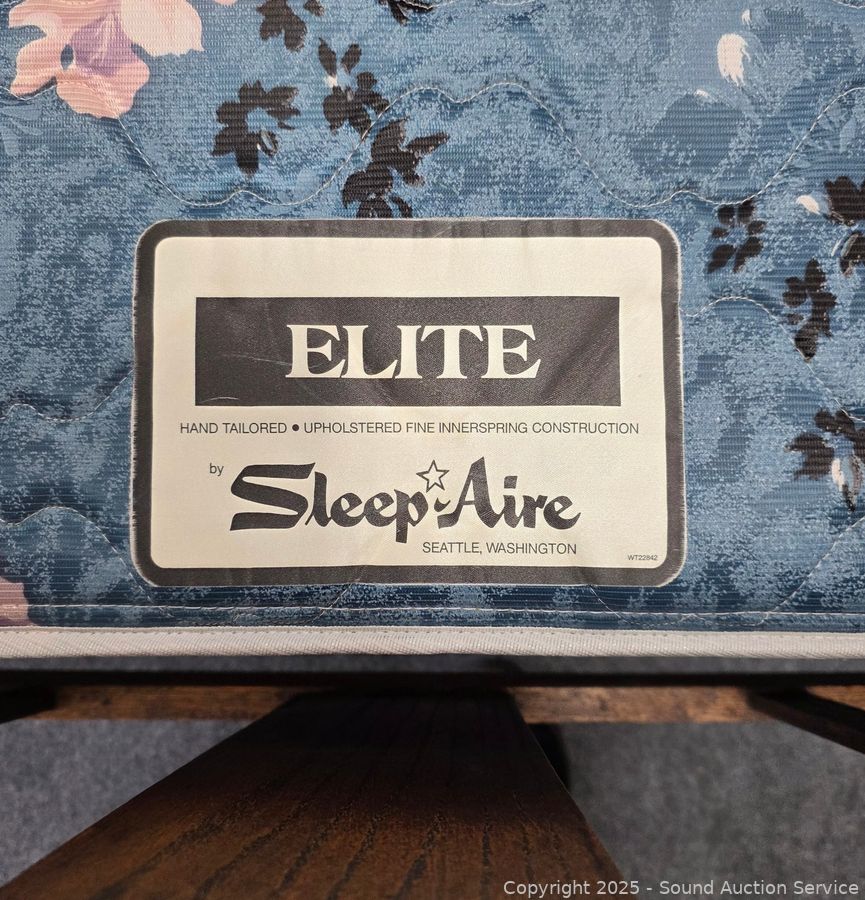 ELITE
HAND TAILORED • UPHOLSTERED FINE INNERSPRING CONSTRUCTION
by Sleep-Aire
SEATTLE, WASHINGTON
WT22842
Copyright 2025 - Sound Auction Service